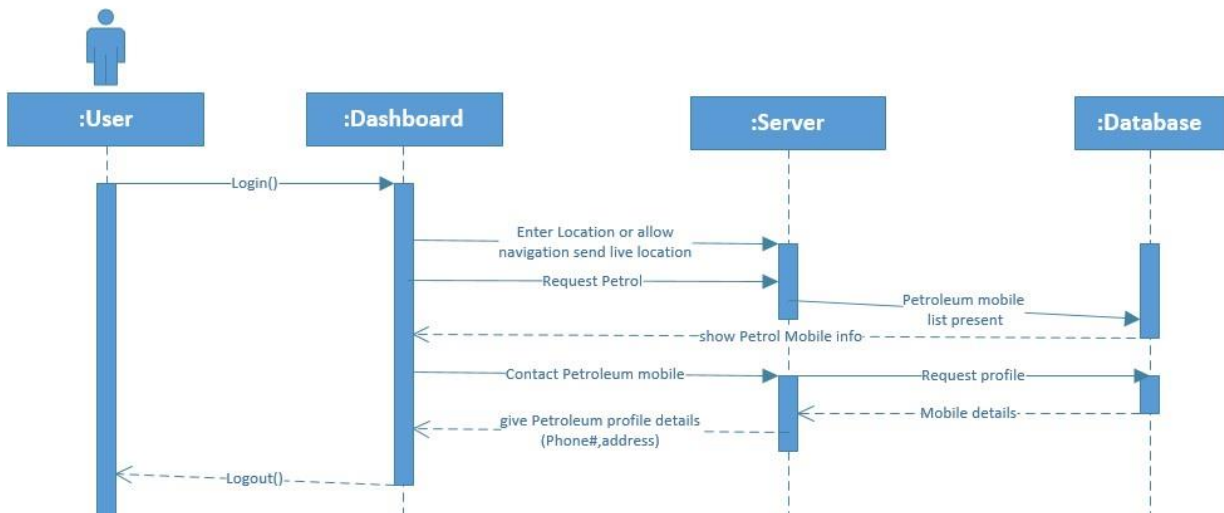 :User
:Dashboard
:Server
:Database
Login()
Enter Location or allow
navigation send live location
Request Petrol
Petroleum mobile
list present
show Petrol Mobile info
Contact Petroleum mobile
Request profile
Mobile details
give Petroleum profile details
(Phone#,address)
Logout()